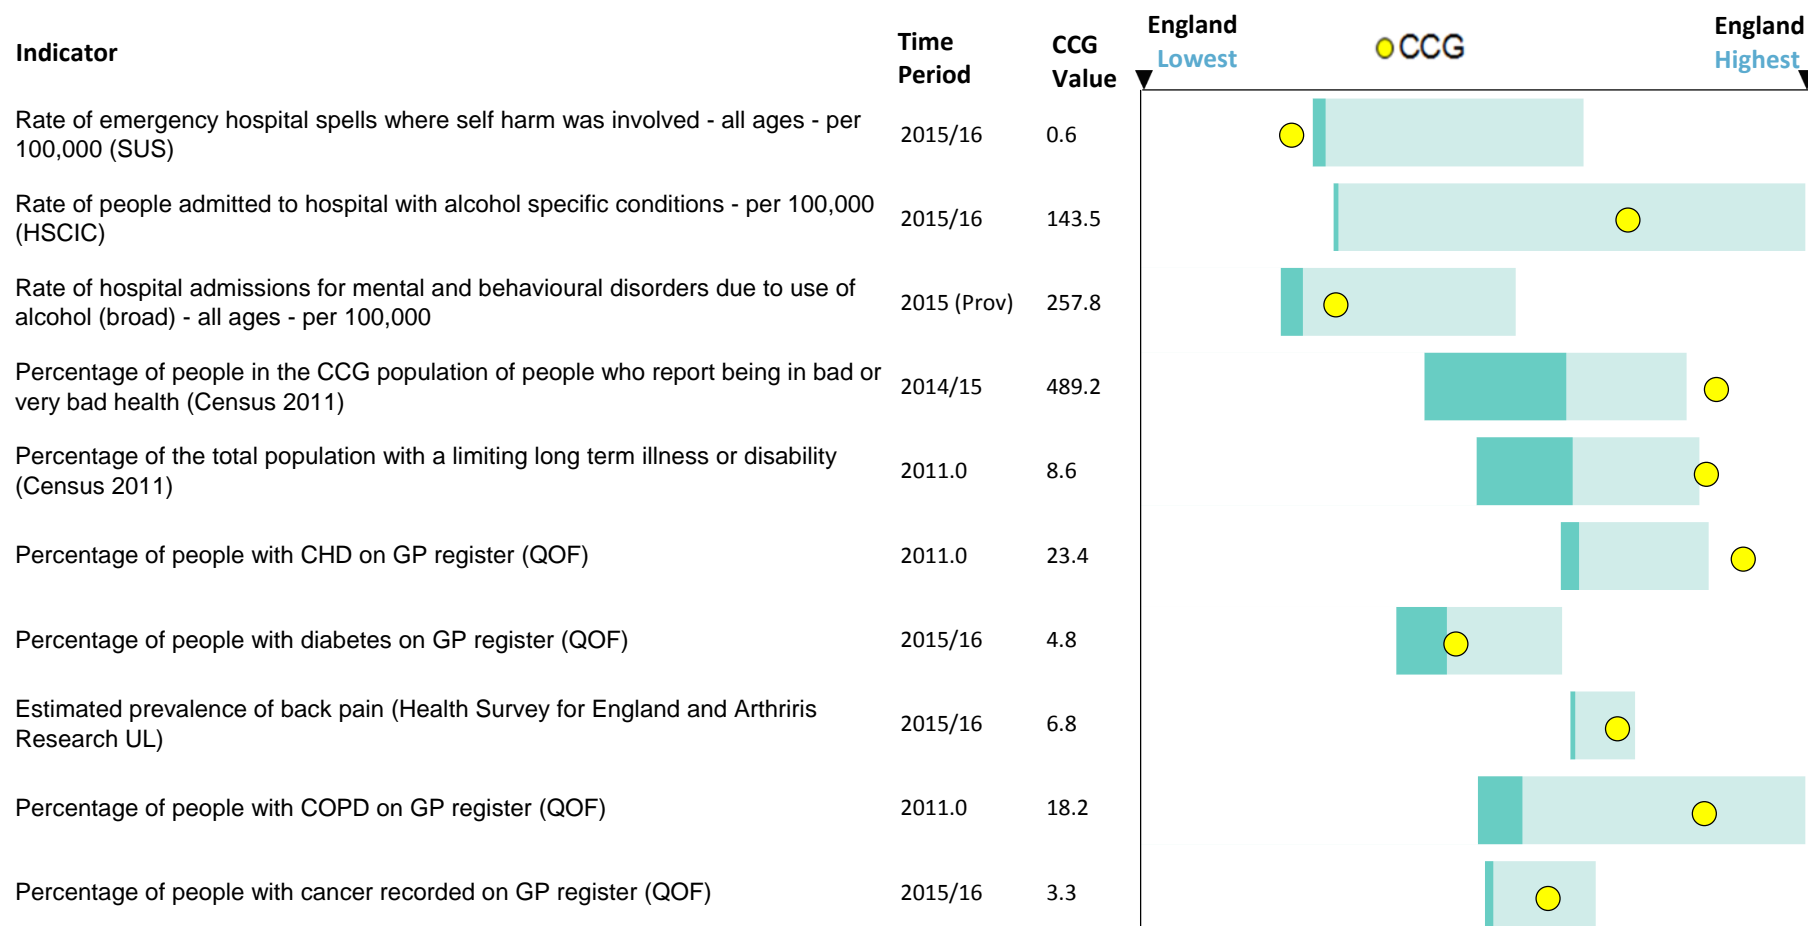 Indicator
Time
Period
CCG
Value
England
Lowest
CCG
England
Highest
Rate of emergency hospital spells where self harm was involved - all ages - per
100,000 (SUS)
2015/16
0.6
Rate of people admitted to hospital with alcohol specific conditions - per 100,000
(HSCIC)
2015/16
143.5
Rate of hospital admissions for mental and behavioural disorders due to use of
alcohol (broad) - all ages - per 100,000
2015 (Prov)
257.8
Percentage of people in the CCG population of people who report being in bad or
very bad health (Census 2011)
2014/15
489.2
Percentage of the total population with a limiting long term illness or disability
(Census 2011)
2011.0
8.6
Percentage of people with CHD on GP register (QOF)
2011.0
23.4
Percentage of people with diabetes on GP register (QOF)
2015/16
4.8
Estimated prevalence of back pain (Health Survey for England and Arthriris
Research UL)
2015/16
6.8
Percentage of people with COPD on GP register (QOF)
2011.0
18.2
Percentage of people with cancer recorded on GP register (QOF)
2015/16
3.3